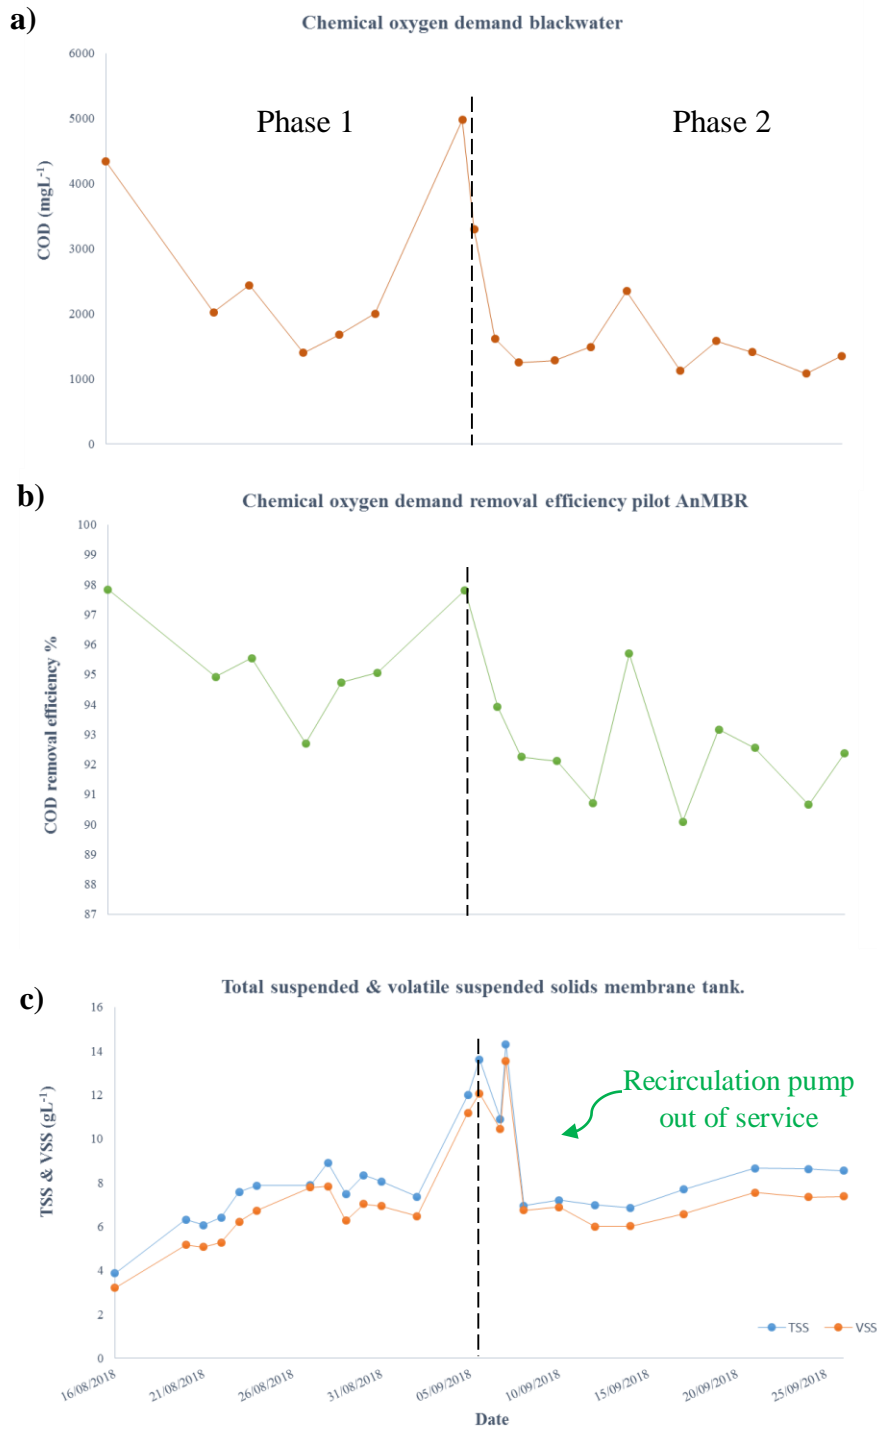 a)
Chemical oxygen demand blackwater
6000
5000
4000
3000
2000
1000
0
COD (mgL-1)
Phase 1
Phase 2
b)
Chemical oxygen demand removal efficiency pilot AnMBR
100
99
98
97
96
95
94
93
92
91
90
89
88
87
COD removal efficiency %
c)
Total suspended & volatile suspended solids membrane tank.
16
14
12
10
8
6
4
2
0
TSS & VSS (gL-1)
Recirculation pump
out of service
TSS
VSS
16/08/2018
21/08/2018
26/08/2018
31/08/2018
05/09/2018
10/09/2018
15/09/2018
20/09/2018
25/09/2018
Date